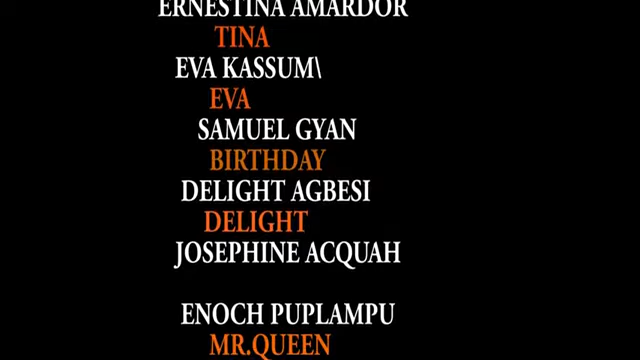 ERNESTINA AMARDOR
TINA
EVA KASSUM\
EVA
SAMUEL GYAN
BIRTHDAY
DELIGHT AGBESI
DELIGHT
JOSEPHINE ACQUAH
ENOCH PUPLAMPU
MR.QUEEN